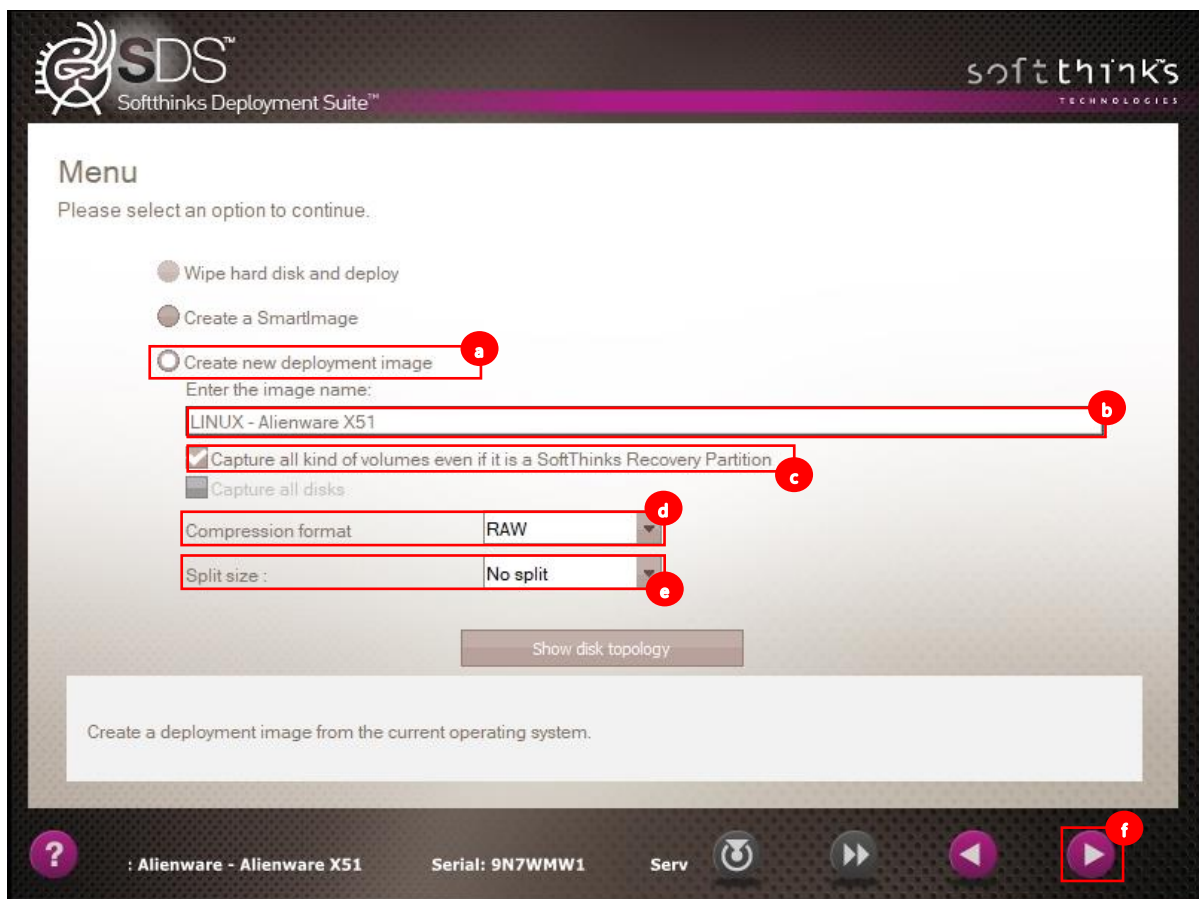 SDS™
Softthinks Deployment Suite™
softthinks
TECHNOLOGIES
Menu
Please select an option to continue.
Wipe hard disk and deploy
Create a SmartImage
Create new deployment image
a
Enter the image name:
b
LINUX - Alienware X51
Capture all kind of volumes even if it is a SoftThinks Recovery Partition
c
Capture all disks
d
Compression format RAW
Split size : No split
e
Show disk topology
Create a deployment image from the current operating system.
f
? : Alienware - Alienware X51 Serial: 9N7WMW1 Serv